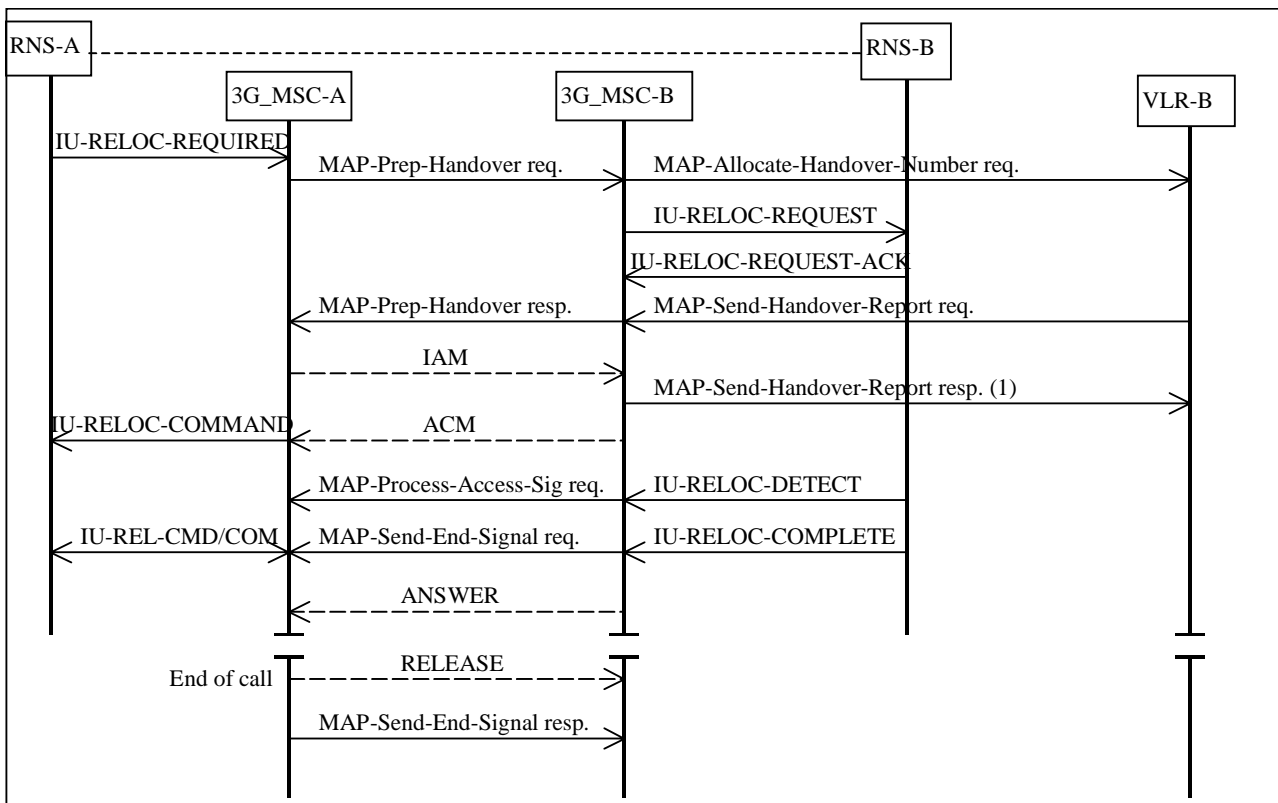 RNS-A
RNS-B
3G_MSC-A
3G_MSC-B
VLR-B
IU-RELOC-REQUIRED
MAP-Prep-Handover req.
MAP-Allocate-Handover-Number req.
IU-RELOC-REQUEST
IU-RELOC-REQUEST-ACK
MAP-Prep-Handover resp.
MAP-Send-Handover-Report req.
IAM
MAP-Send-Handover-Report resp. (1)
IU-RELOC-COMMAND
ACM
MAP-Process-Access-Sig req.
IU-RELOC-DETECT
IU-REL-CMD/COM
MAP-Send-End-Signal req.
IU-RELOC-COMPLETE
ANSWER
RELEASE
End of call
MAP-Send-End-Signal resp.